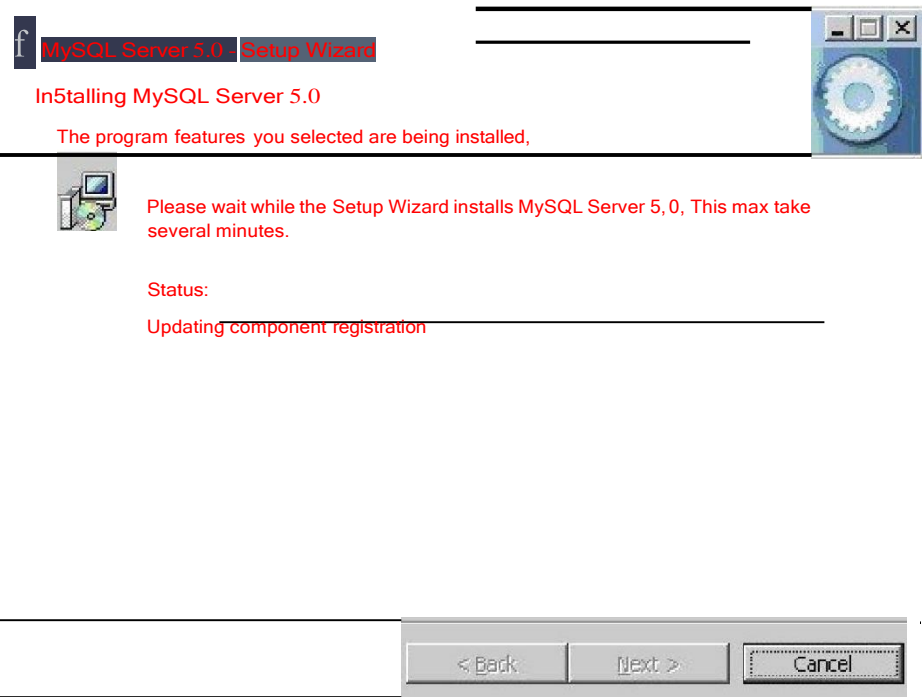 f MySQL Server 5.0 - Setup Wizard
In5talling MySQL Server 5.0
The program features you selected are being installed,
Please wait while the Setup Wizard installs MySQL Server 5,0, This max take
several minutes.
Status:
Updating component registration
< Back Next > Cancel